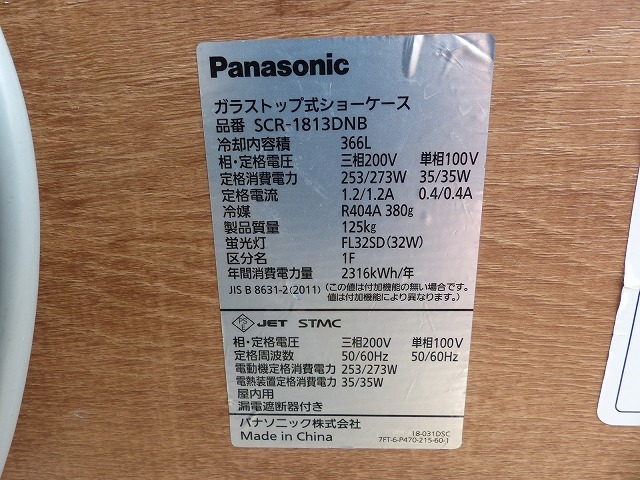 Panasonic
ガラストップ式ショーケース
品番 SCR-1813DNB
冷却内容積 366L
相・定格電圧 三相200V 単相100V
定格消費電力 253/273W 35/35W
定格電流 1.2/1.2A 0.4/0.4A
冷媒 R404A 380g
製品質量 125kg
蛍光灯 FL32SD(32W)
区分名 1F
年間消費電力量 2316kWh/年
JIS B 8631-2(2011) (この値は付加機能の無い場合です。
値は付加機能により異なります。)
PS E JET STMC
相・定格電圧 三相200V 単相100V
定格周波数 50/60Hz 50/60Hz
電動機定格消費電力 253/273W
電熱装置定格消費電力 35/35W
屋内用
漏電遮断器付き
パナソニック株式会社
Made in China
18-031DSC
7FT-6-P470-215-60-1